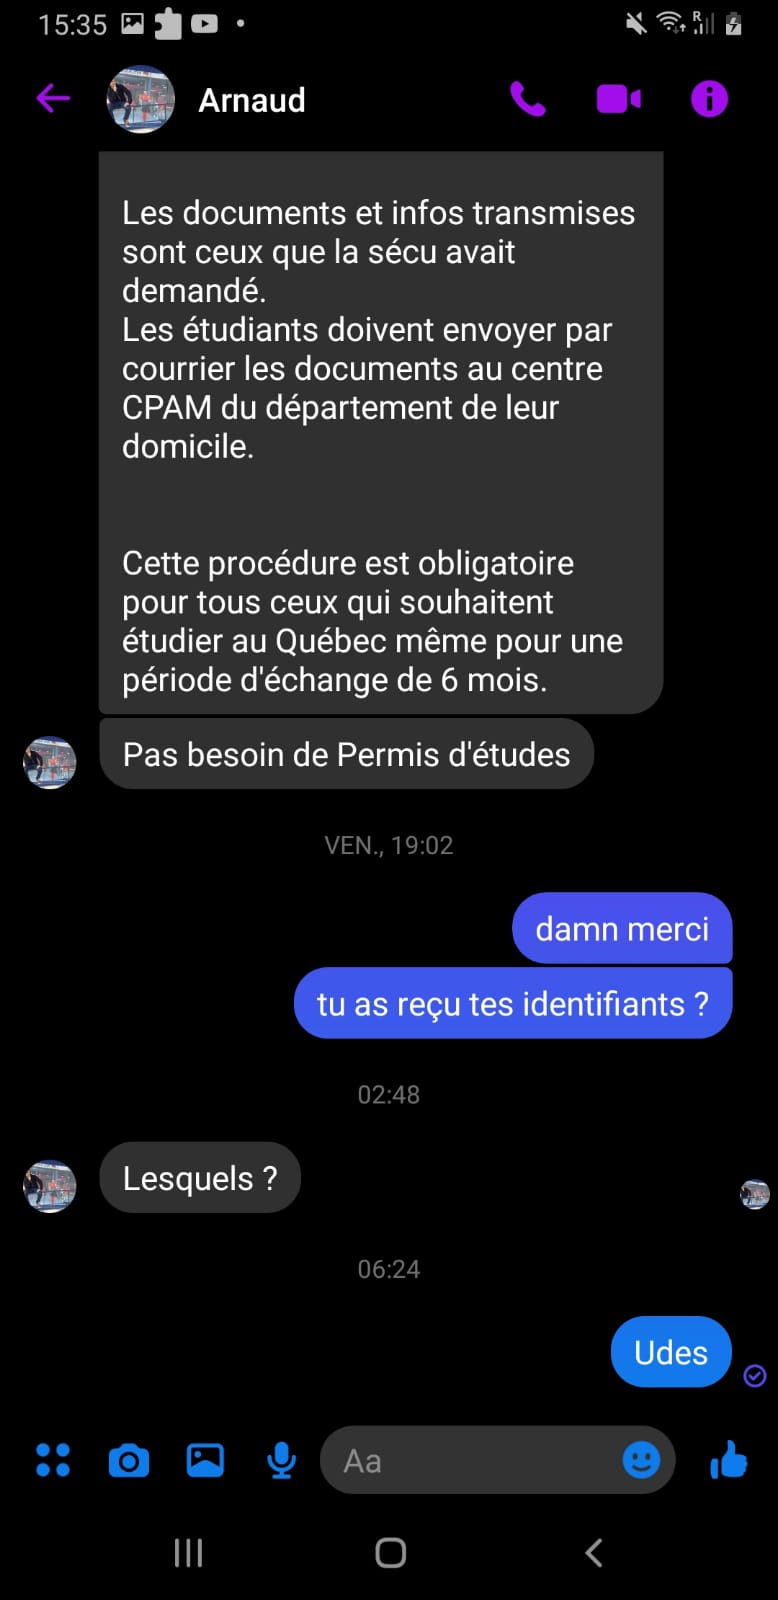 15:35
R
Arnaud
Les documents et infos transmises
sont ceux que la sécu avait
demandé.
Les étudiants doivent envoyer par
courrier les documents au centre
CPAM du département de leur
domicile.
Cette procédure est obligatoire
pour tous ceux qui souhaitent
étudier au Québec même pour une
période d'échange de 6 mois.
Pas besoin de Permis d'études
VEN., 19:02
damn merci
tu as reçu tes identifiants ?
02:48
Lesquels ?
06:24
Udes
Aa